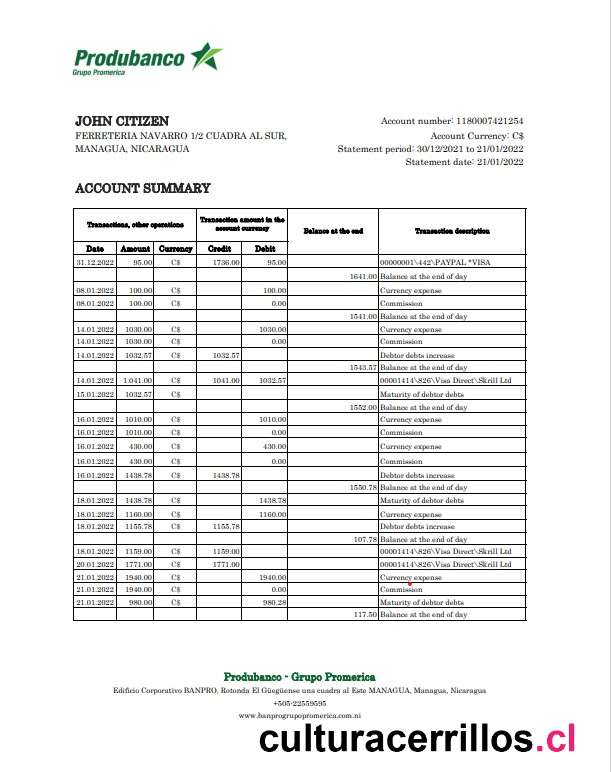 Produbanco
Grupo Promerica
JOHN CITIZEN
FERRETERIA NAVARRO 1/2 CUADRA AL SUR,
MANAGUA, NICARAGUA
Account number: 1180007421254
Account Currency: C$
Statement period: 30/12/2021 to 21/01/2022
Statement date: 21/01/2022
ACCOUNT SUMMARY
Transactions, other operations Transaction amount in the account currency Balance at the end Transaction description
Date Amount Currency Credit Debit
31.12.2022 95.00 C$ 1736.00 95.00 00000001\442\PAYPAL *VISA
1641.00 Balance at the end of day
08.01.2022 100.00 C$ 100.00 Currency expense
08.01.2022 100.00 C$ 0.00 Commission
1541.00 Balance at the end of day
14.01.2022 1030.00 C$ 1030.00 Currency expense
14.01.2022 1030.00 C$ 0.00 Commission
14.01.2022 1032.57 C$ 1032.57 Debtor debts increase
1543.57 Balance at the end of day
14.01.2022 1.041.00 C$ 1041.00 1032.57 00001414\826\Visa Direct\Skrill Ltd
15.01.2022 1032.57 C$ Maturity of debtor debts
1552.00 Balance at the end of day
16.01.2022 1010.00 C$ 1010.00 Currency expense
16.01.2022 1010.00 C$ 0.00 Commission
16.01.2022 430.00 C$ 430.00 Currency expense
16.01.2022 430.00 C$ 0.00 Commission
16.01.2022 1438.78 C$ 1438.78 Debtor debts increase
1550.78 Balance at the end of day
18.01.2022 1438.78 C$ 1438.78 Maturity of debtor debts
18.01.2022 1160.00 C$ 1160.00 Currency expense
18.01.2022 1155.78 C$ 1155.78 Debtor debts increase
107.78 Balance at the end of day
18.01.2022 1159.00 C$ 1159.00 00001414\826\Visa Direct\Skrill Ltd
20.01.2022 1771.00 C$ 1771.00 00001414\826\Visa Direct\Skrill Ltd
21.01.2022 1940.00 C$ 1940.00 Currency expense
21.01.2022 1940.00 C$ 0.00 Commission
21.01.2022 980.00 C$ 980.28 Maturity of debtor debts
117.50 Balance at the end of day
Produbanco - Grupo Promerica
Edificio Corporativo BANPRO, Rotonda El Güegüense una cuadra al Este MANAGUA, Managua, Nicaragua
+505-22559595
www.banprogrupopromerica.com.ni
culturacerrillos.cl